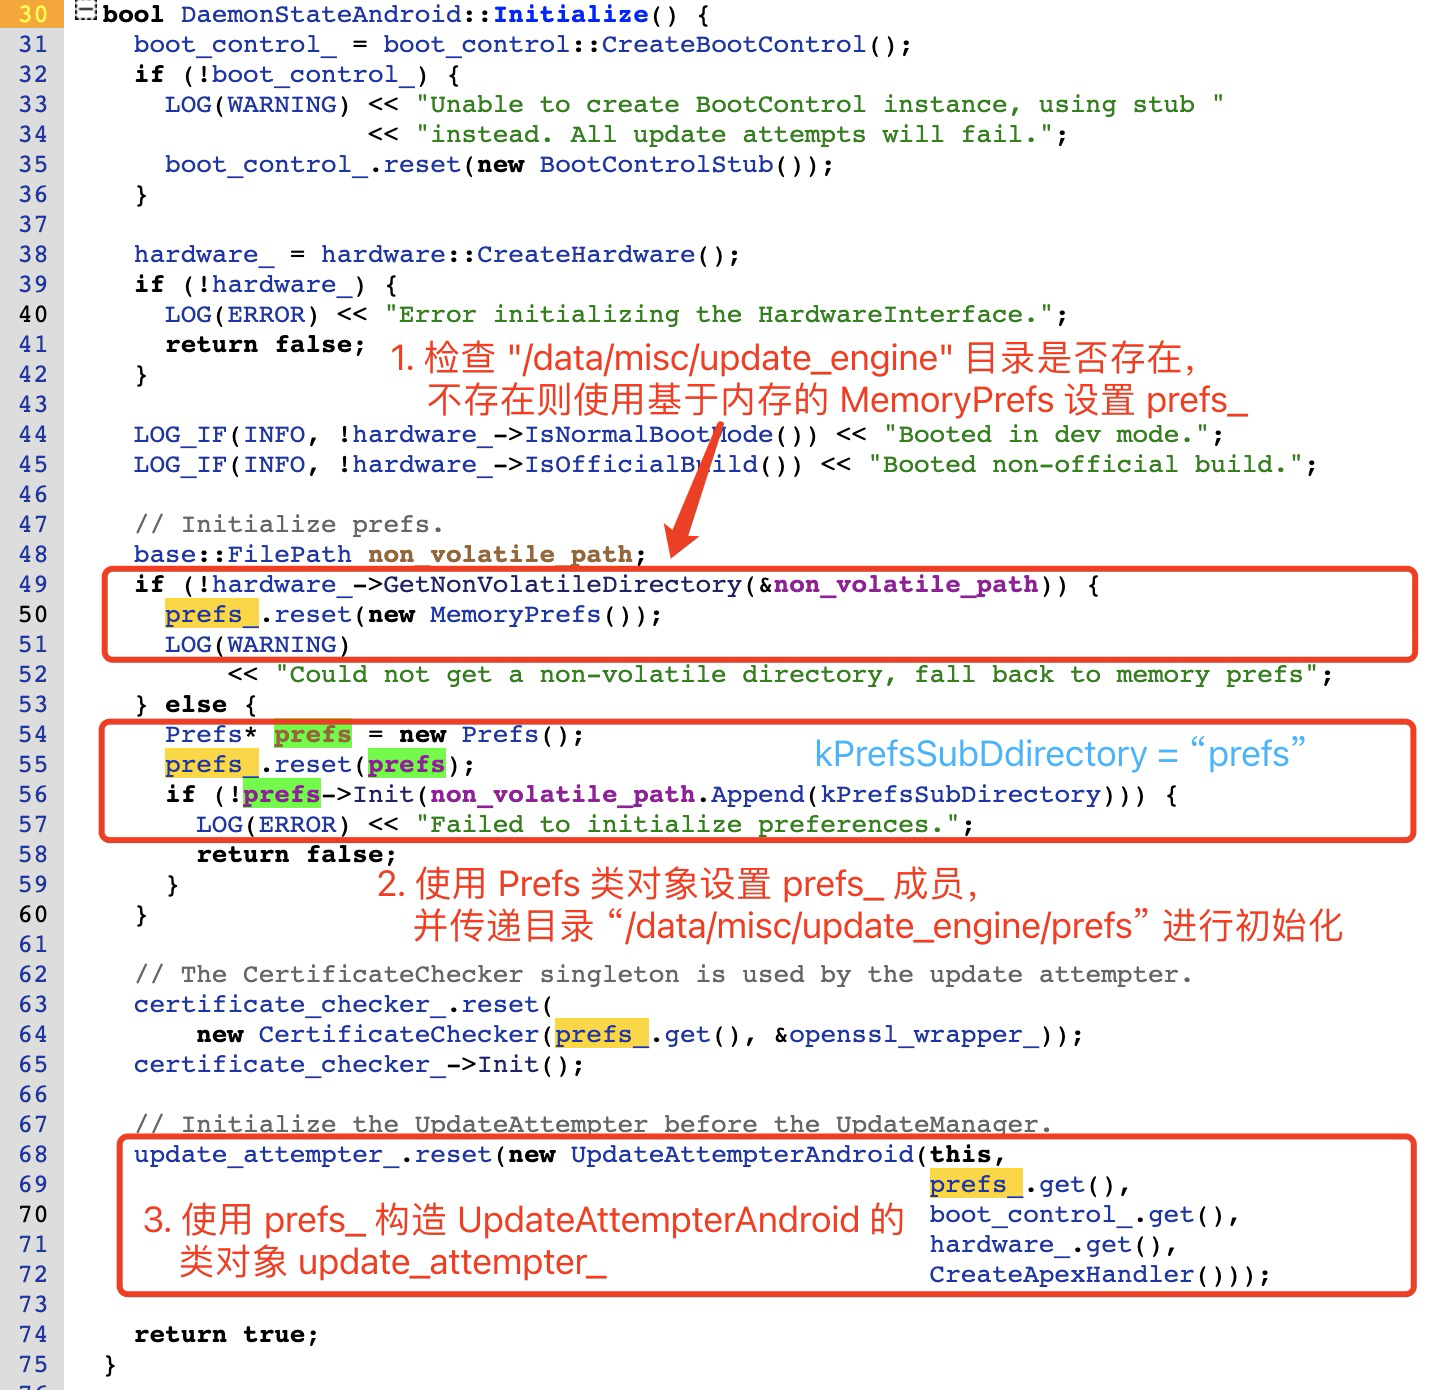 30 bool DaemonStateAndroid::Initialize() {
31   boot_control_ = boot_control::CreateBootControl();
32   if (!boot_control_) {
33     LOG(WARNING) << "Unable to create BootControl instance, using stub "
34                  << "instead. All update attempts will fail.";
35     boot_control_.reset(new BootControlStub());
36   }
37
38   hardware_ = hardware::CreateHardware();
39   if (!hardware_) {
40     LOG(ERROR) << "Error initializing the HardwareInterface.";
41     return false;
1. 检查 "/data/misc/update_engine" 目录是否存在，
42   }
不存在则使用基于内存的 MemoryPrefs 设置 prefs_
43
44   LOG_IF(INFO, !hardware_->IsNormalBootMode()) << "Booted in dev mode.";
45   LOG_IF(INFO, !hardware_->IsOfficialBuild()) << "Booted non-official build.";
46
47   // Initialize prefs.
48   base::FilePath non_volatile_path;
49   if (!hardware_->GetNonVolatileDirectory(&non_volatile_path)) {
50     prefs_.reset(new MemoryPrefs());
51     LOG(WARNING)
52         << "Could not get a non-volatile directory, fall back to memory prefs";
53   } else {
54     Prefs* prefs = new Prefs();
kPrefsSubDdirectory = “prefs”
55     prefs_.reset(prefs);
56     if (!prefs->Init(non_volatile_path.Append(kPrefsSubDirectory))) {
57       LOG(ERROR) << "Failed to initialize preferences.";
58       return false;
59     }
2. 使用 Prefs 类对象设置 prefs_ 成员，
60   }
并传递目录 “/data/misc/update_engine/prefs” 进行初始化
61
62   // The CertificateChecker singleton is used by the update attempter.
63   certificate_checker_.reset(
64       new CertificateChecker(prefs_.get(), &openssl_wrapper_));
65   certificate_checker_->Init();
66
67   // Initialize the UpdateAttempter before the UpdateManager.
68   update_attempter_.reset(new UpdateAttempterAndroid(this,
69                                                      prefs_.get(),
70                                                      boot_control_.get(),
3. 使用 prefs_ 构造 UpdateAttempterAndroid 的
71                                                      hardware_.get(),
类对象 update_attempter_
72                                                      CreateApexHandler()));
73
74   return true;
75 }
76